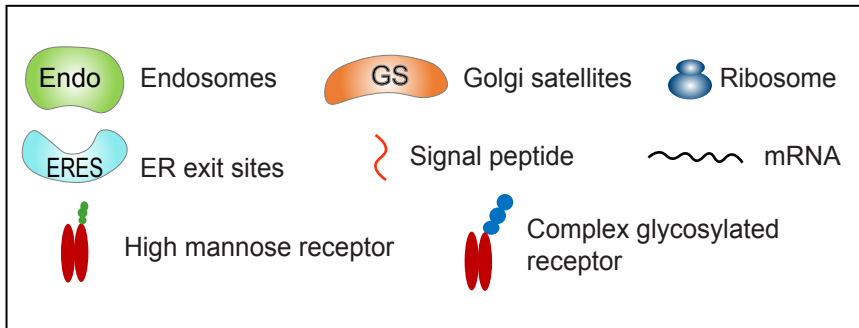 Endo Endosomes GS Golgi satellites Ribosome
ERES ER exit sites Signal peptide mRNA
High mannose receptor Complex glycosylated
receptor